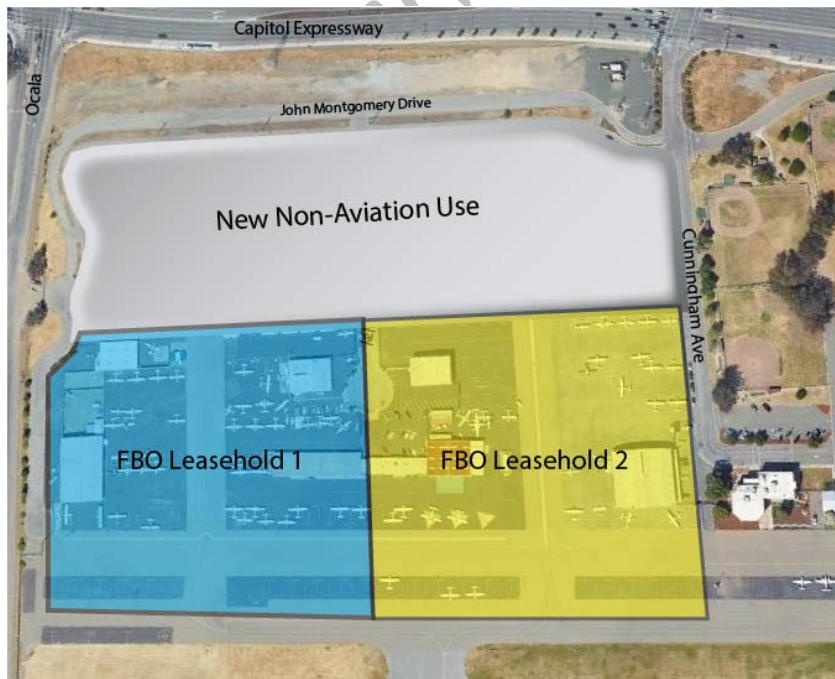 Capitol Expressway
Ocala
John Montgomery Drive
New Non-Aviation Use
Cunningham Ave
FBO Leasehold 1
FBO Leasehold 2